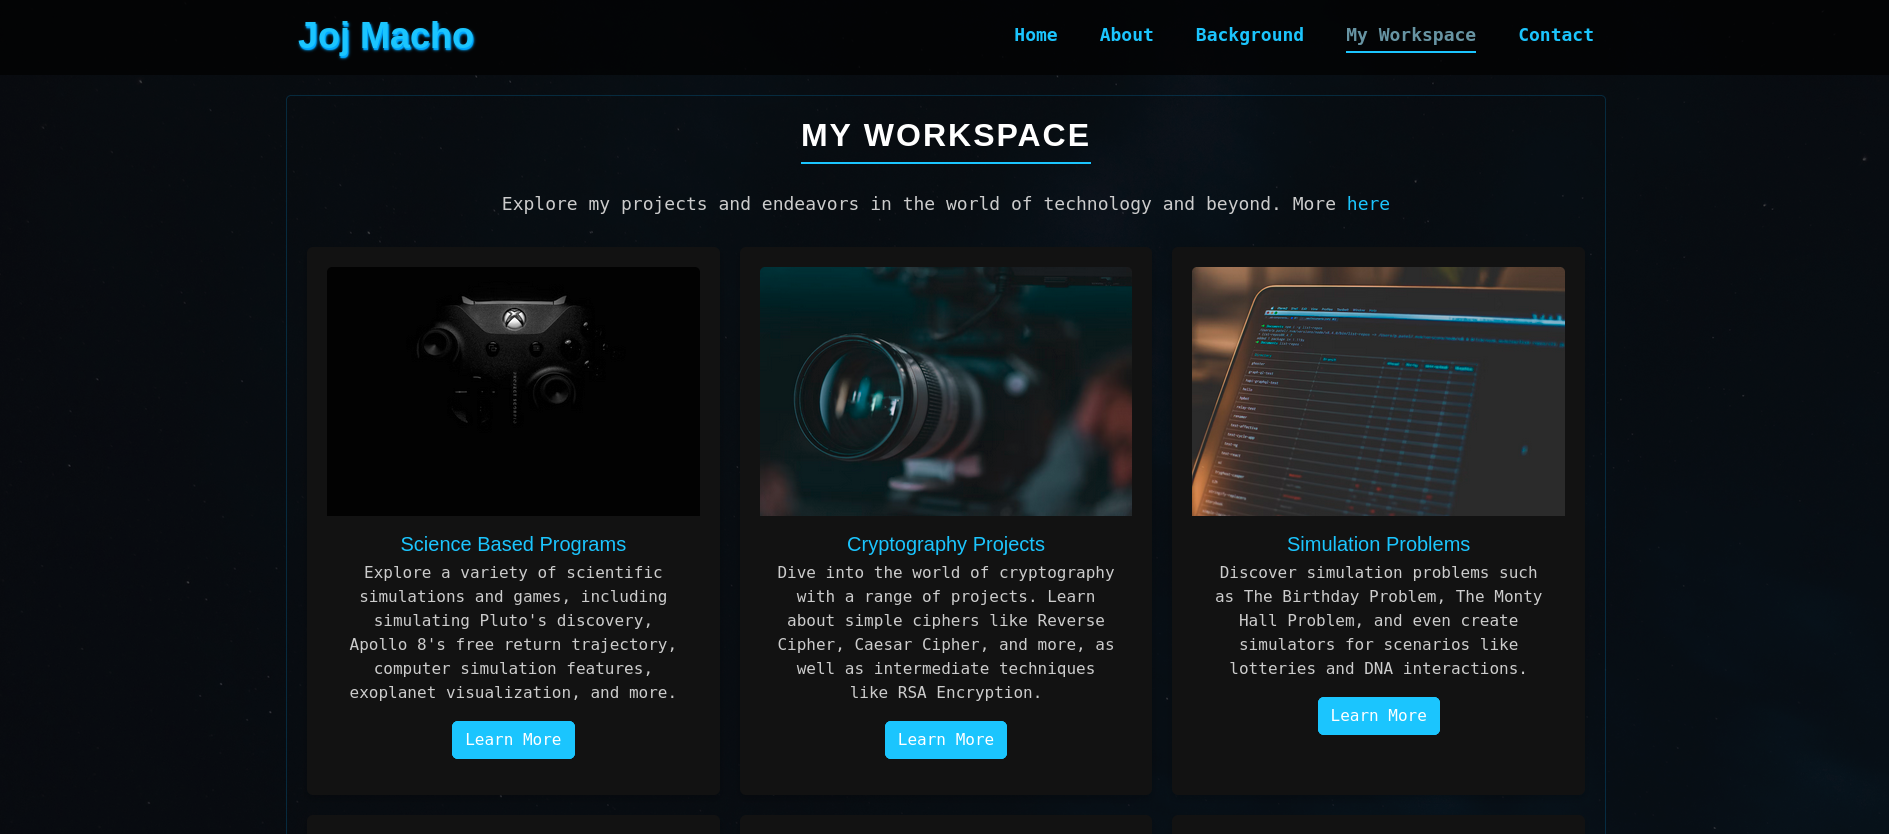 Joj Macho
Home About Background My Workspace Contact
MY WORKSPACE
Explore my projects and endeavors in the world of technology and beyond. More here
Science Based Programs
Explore a variety of scientific
simulations and games, including
simulating Pluto's discovery,
Apollo 8's free return trajectory,
computer simulation features,
exoplanet visualization, and more.
Learn More
Cryptography Projects
Dive into the world of cryptography
with a range of projects. Learn
about simple ciphers like Reverse
Cipher, Caesar Cipher, and more, as
well as intermediate techniques
like RSA Encryption.
Learn More
Simulation Problems
Discover simulation problems such
as The Birthday Problem, The Monty
Hall Problem, and even create
simulators for scenarios like
lotteries and DNA interactions.
Learn More